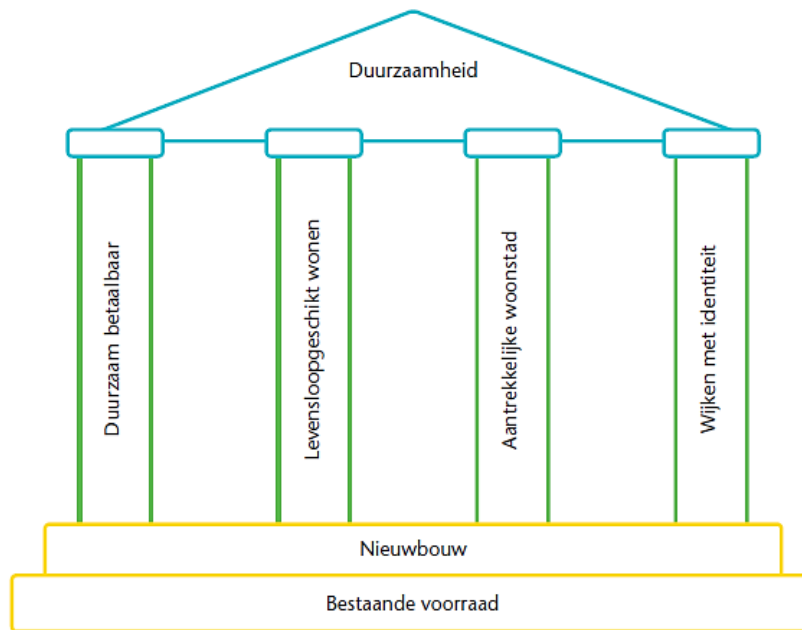 Duurzaamheid
Duurzaam betaalbaar
Levensloopgeschikt wonen
Aantrekkelijke woonstad
Wijken met identiteit
Nieuwbouw
Bestaande voorraad